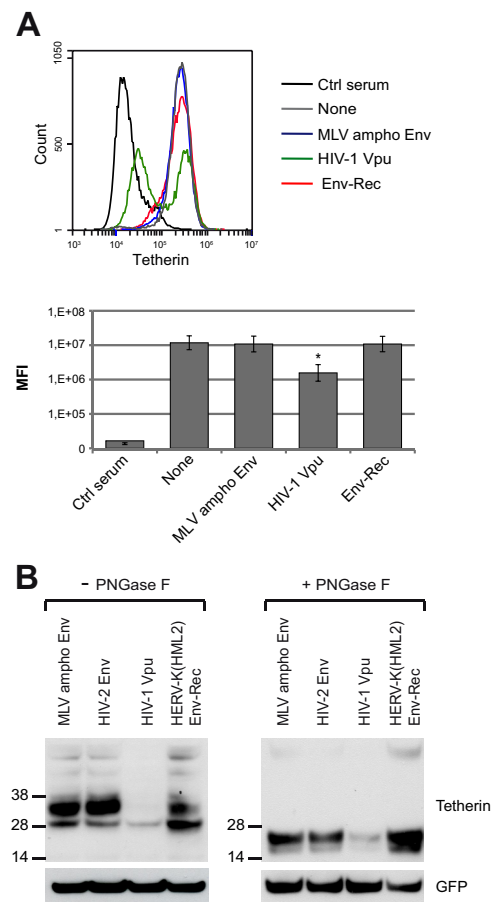 A
1050
500
1
Count
10³ 10⁴ 10⁵ 10⁶ 10⁷
Tetherin
Ctrl serum
None
MLV ampho Env
HIV-1 Vpu
Env-Rec
1,E+08
1,E+07
1,E+06
1,E+05
0
MFI
*
Ctrl serum
None
MLV ampho Env
HIV-1 Vpu
Env-Rec
B
– PNGase F
+ PNGase F
MLV ampho Env
HIV-2 Env
HIV-1 Vpu
HERV-K(HML2)
Env-Rec
MLV ampho Env
HIV-2 Env
HIV-1 Vpu
HERV-K(HML2)
Env-Rec
38
28
14
28
14
Tetherin
GFP